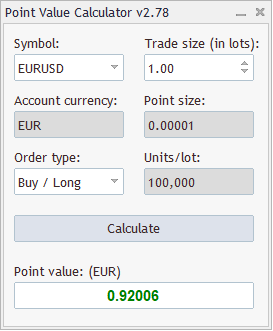 Point Value Calculator v2.78
Symbol: Trade size (in lots):
EURUSD 1.00
Account currency: Point size:
EUR 0.00001
Order type: Units/lot:
Buy / Long 100,000
Calculate
Point value: (EUR)
0.92006